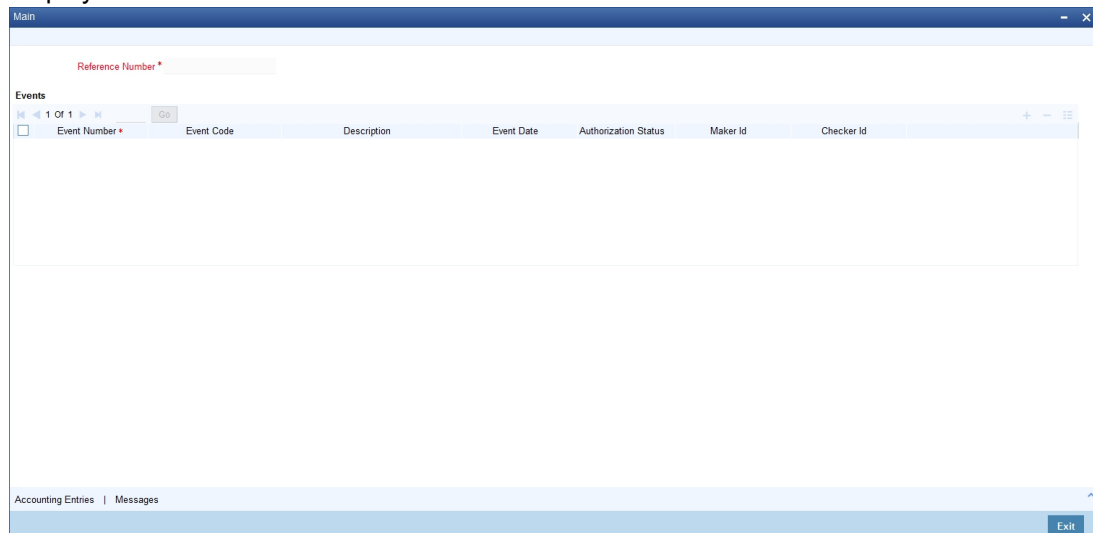 Main
Reference Number *
Events
1 Of 1 Go
Event Number * Event Code Description Event Date Authorization Status Maker Id Checker Id
Accounting Entries | Messages
Exit